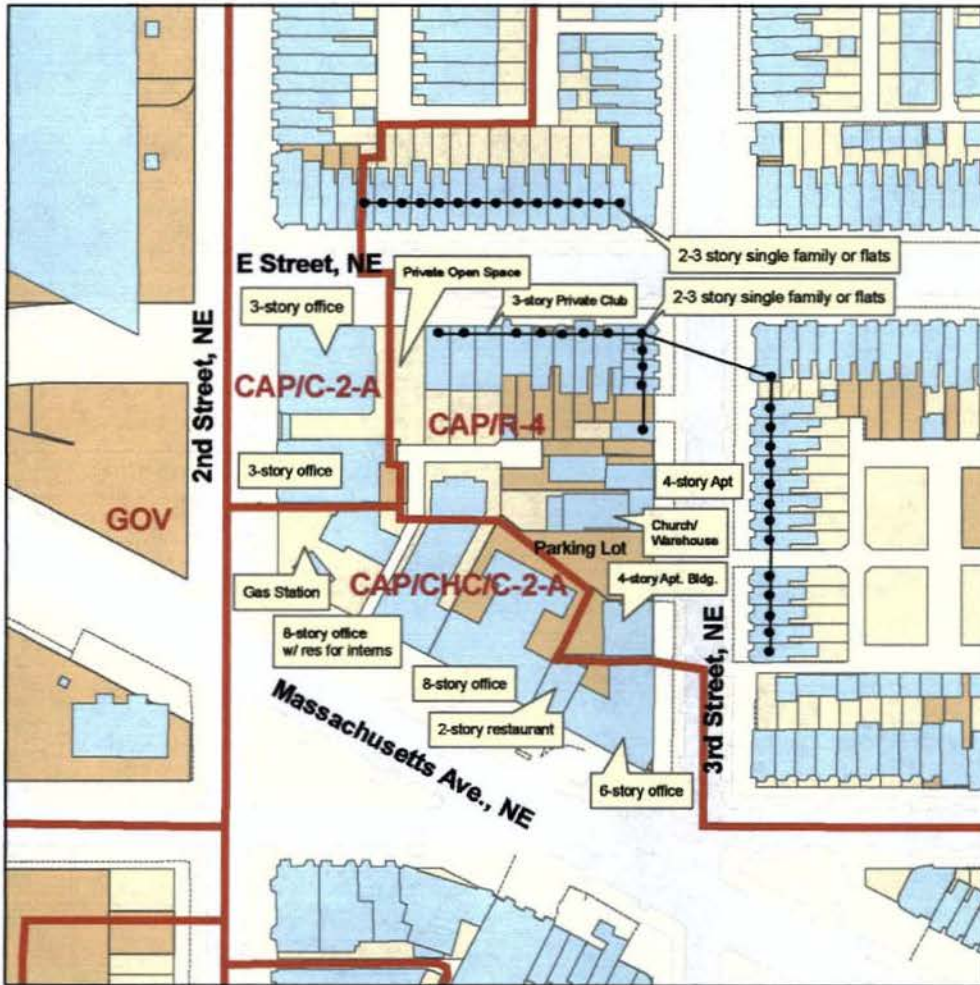 2-3 story single family or flats
E Street, NE
Private Open Space
3-story office
3-story Private Club
2-3 story single family or flats
2nd Street, NE
CAP/C-2-A
CAP/R-4
3-story office
4-story Apt
GOV
Church/
Warehouse
Parking Lot
Gas Station
CAP/CHC/C-2-A
4-story Apt. Bldg.
8-story office
w/ res for interns
3rd Street, NE
8-story office
2-story restaurant
Massachusetts Ave., NE
6-story office